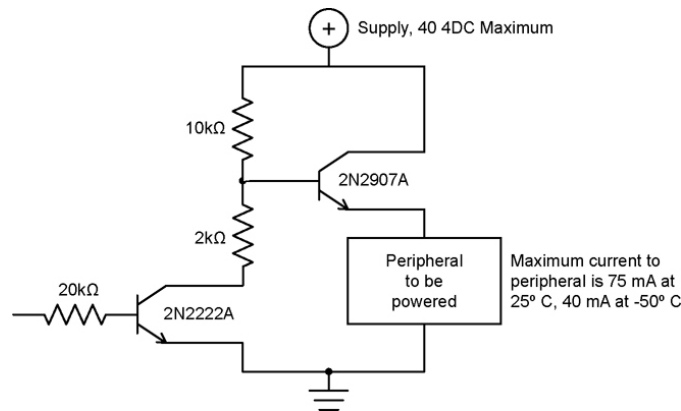 +
Supply, 40 4DC Maximum
10kΩ
2N2907A
2kΩ
Peripheral
to be
powered
Maximum current to
peripheral is 75 mA at
25º C, 40 mA at -50º C
20kΩ
2N2222A